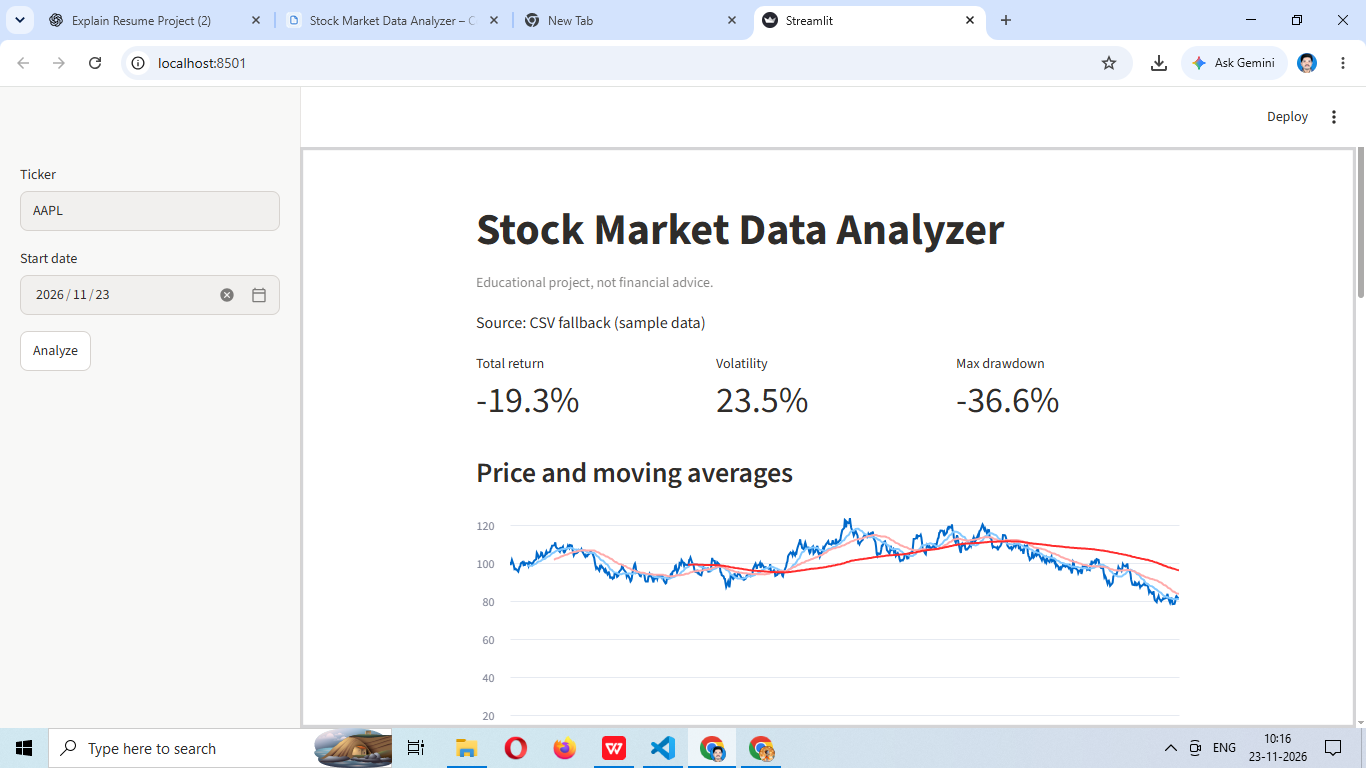 Explain Resume Project (2)
Stock Market Data Analyzer – C
New Tab
Streamlit
localhost:8501
Ask Gemini
Deploy
Ticker
AAPL
Start date
2026/11/23
Analyze
Stock Market Data Analyzer
Educational project, not financial advice.
Source: CSV fallback (sample data)
Total return
Volatility
Max drawdown
-19.3%
23.5%
-36.6%
Price and moving averages
120
100
80
60
40
20
Type here to search
ENG
10:16
23-11-2026